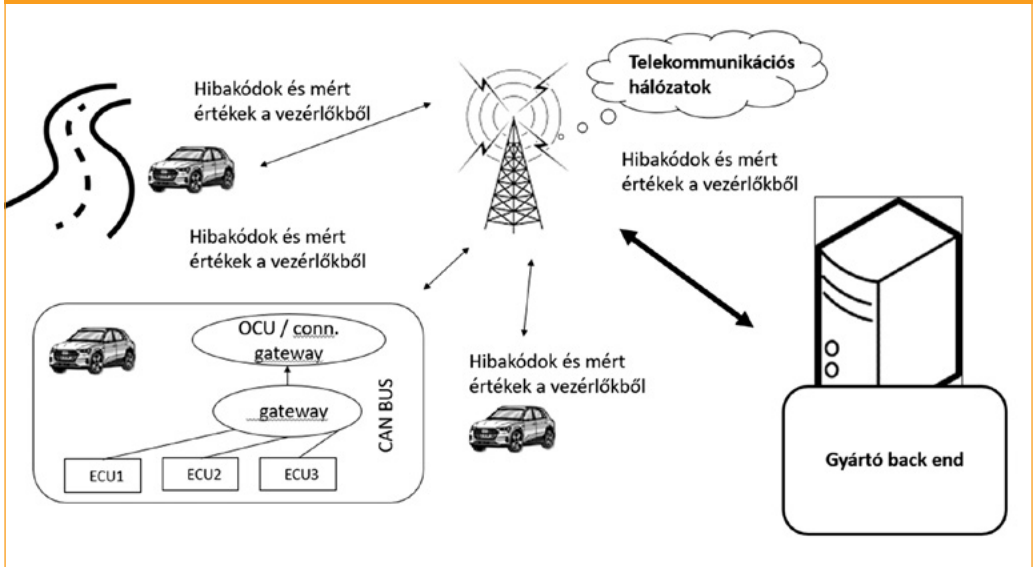 Telekommunikációs
hálózatok
Hibakódok és mért
értékek a vezérlőkből
Hibakódok és mért
értékek a vezérlőkből
Hibakódok és mért
értékek a vezérlőkből
OCU / conn.
gateway
gateway
CAN BUS
ECU1
ECU2
ECU3
Hibakódok és mért
értékek a vezérlőkből
Gyártó back end